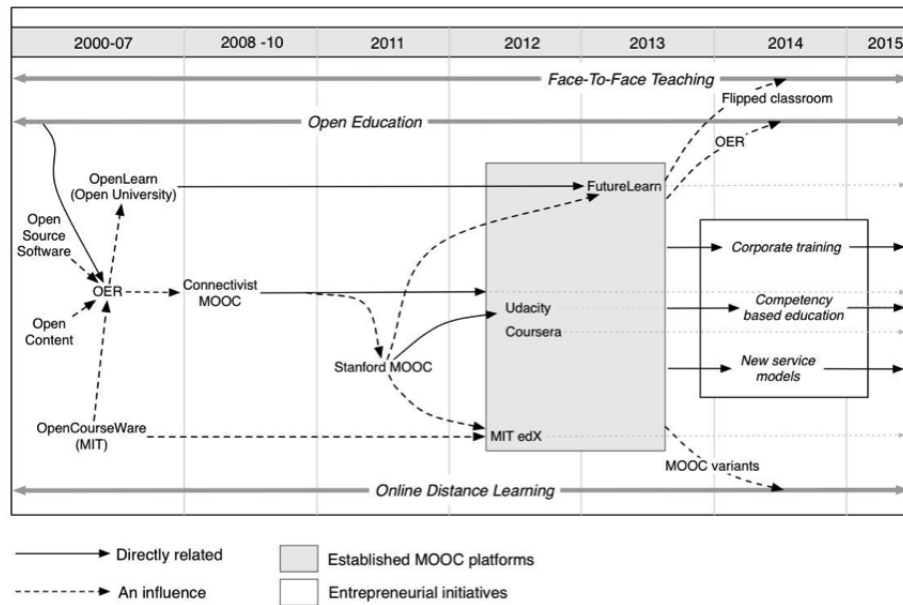 2000-07
2008 -10
2011
2012
2013
2014
2015
Face-To-Face Teaching
Flipped classroom
Open Education
OER
OpenLearn
(Open University)
FutureLearn
Open
Source
Software
Corporate training
OER
Connectivist
MOOC
Udacity
Competency
based education
Open
Content
Coursera
Stanford MOOC
New service
models
OpenCourseWare
(MIT)
MIT edX
MOOC variants
Online Distance Learning
Directly related
Established MOOC platforms
An influence
Entrepreneurial initiatives